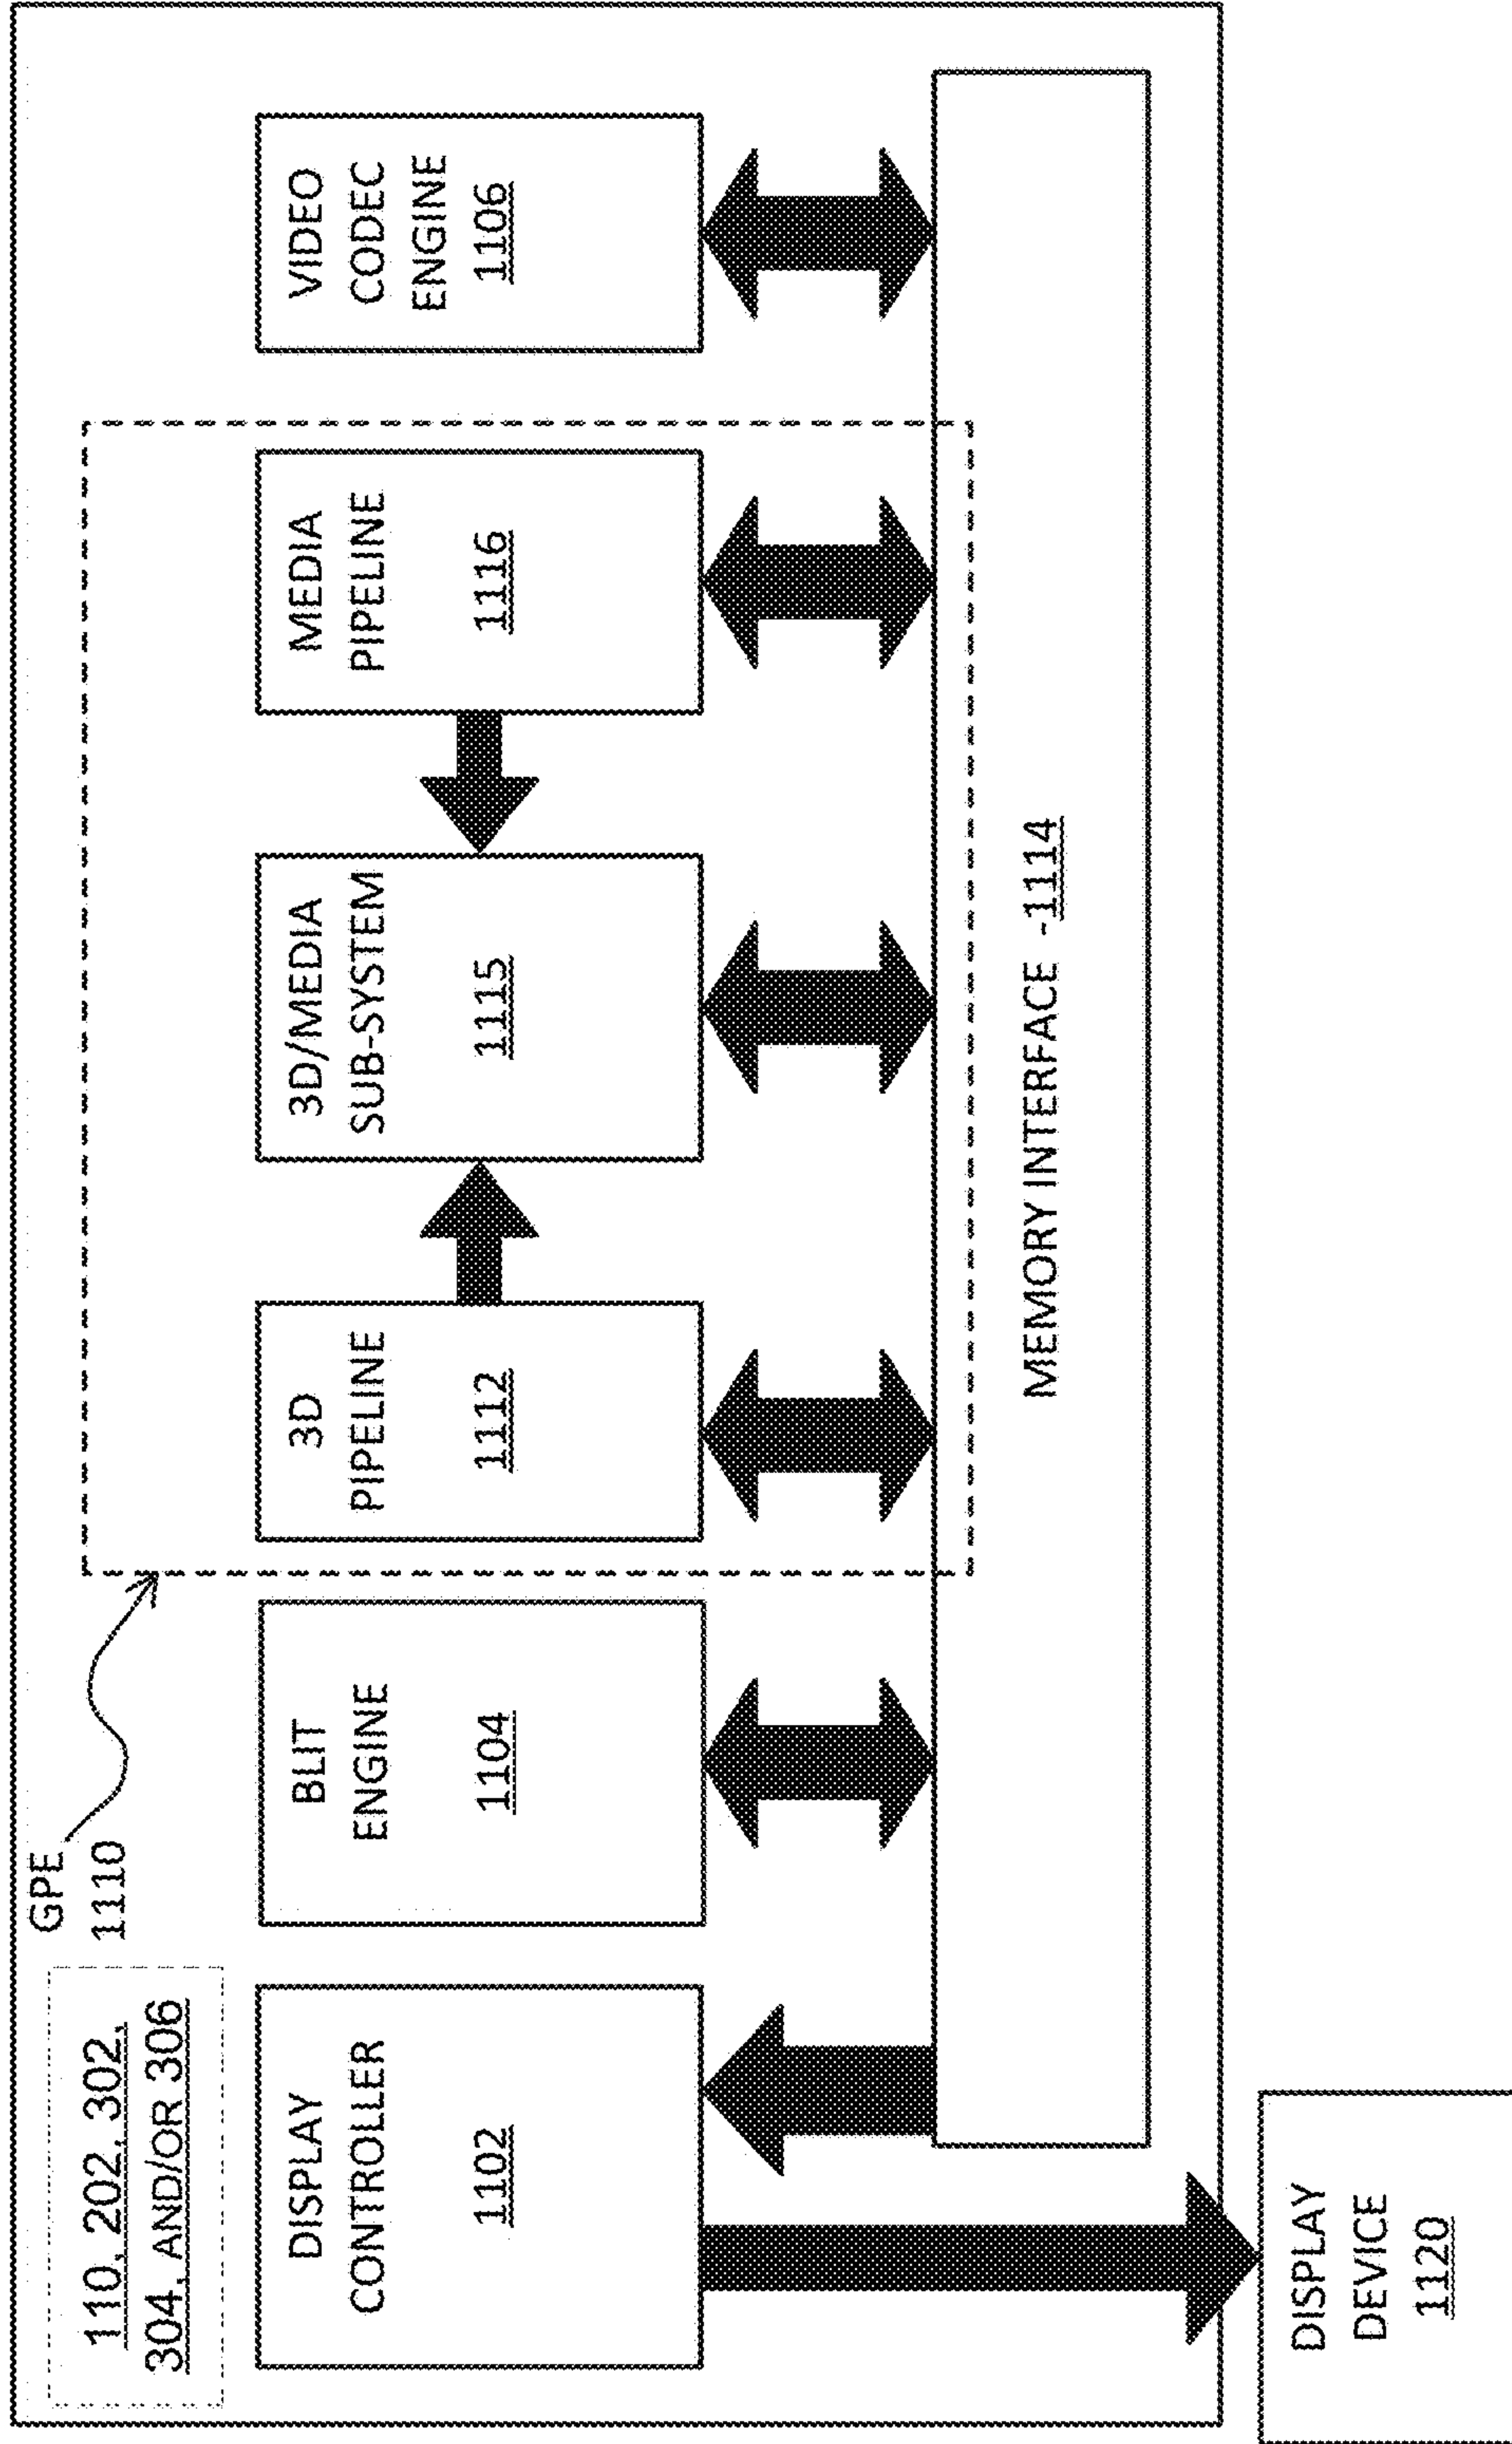 110, 202, 302,
304, AND/OR 306
GPE
1110
DISPLAY
CONTROLLER
1102
BLIT
ENGINE
1104
3D
PIPELINE
1112
3D/MEDIA
SUB-SYSTEM
1115
MEDIA
PIPELINE
1116
VIDEO
CODEC
ENGINE
1106
MEMORY INTERFACE -1114
DISPLAY
DEVICE
1120